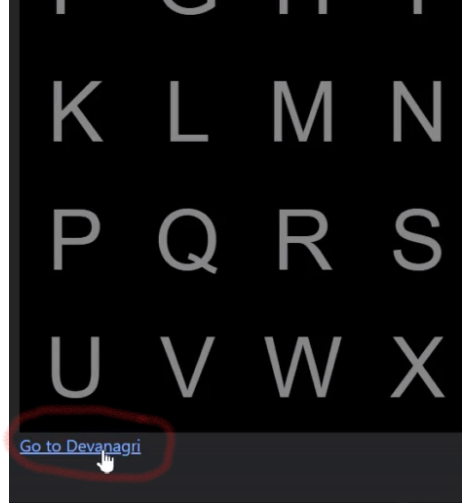 K L M N
P Q R S
U V W X
Go to Devanagri